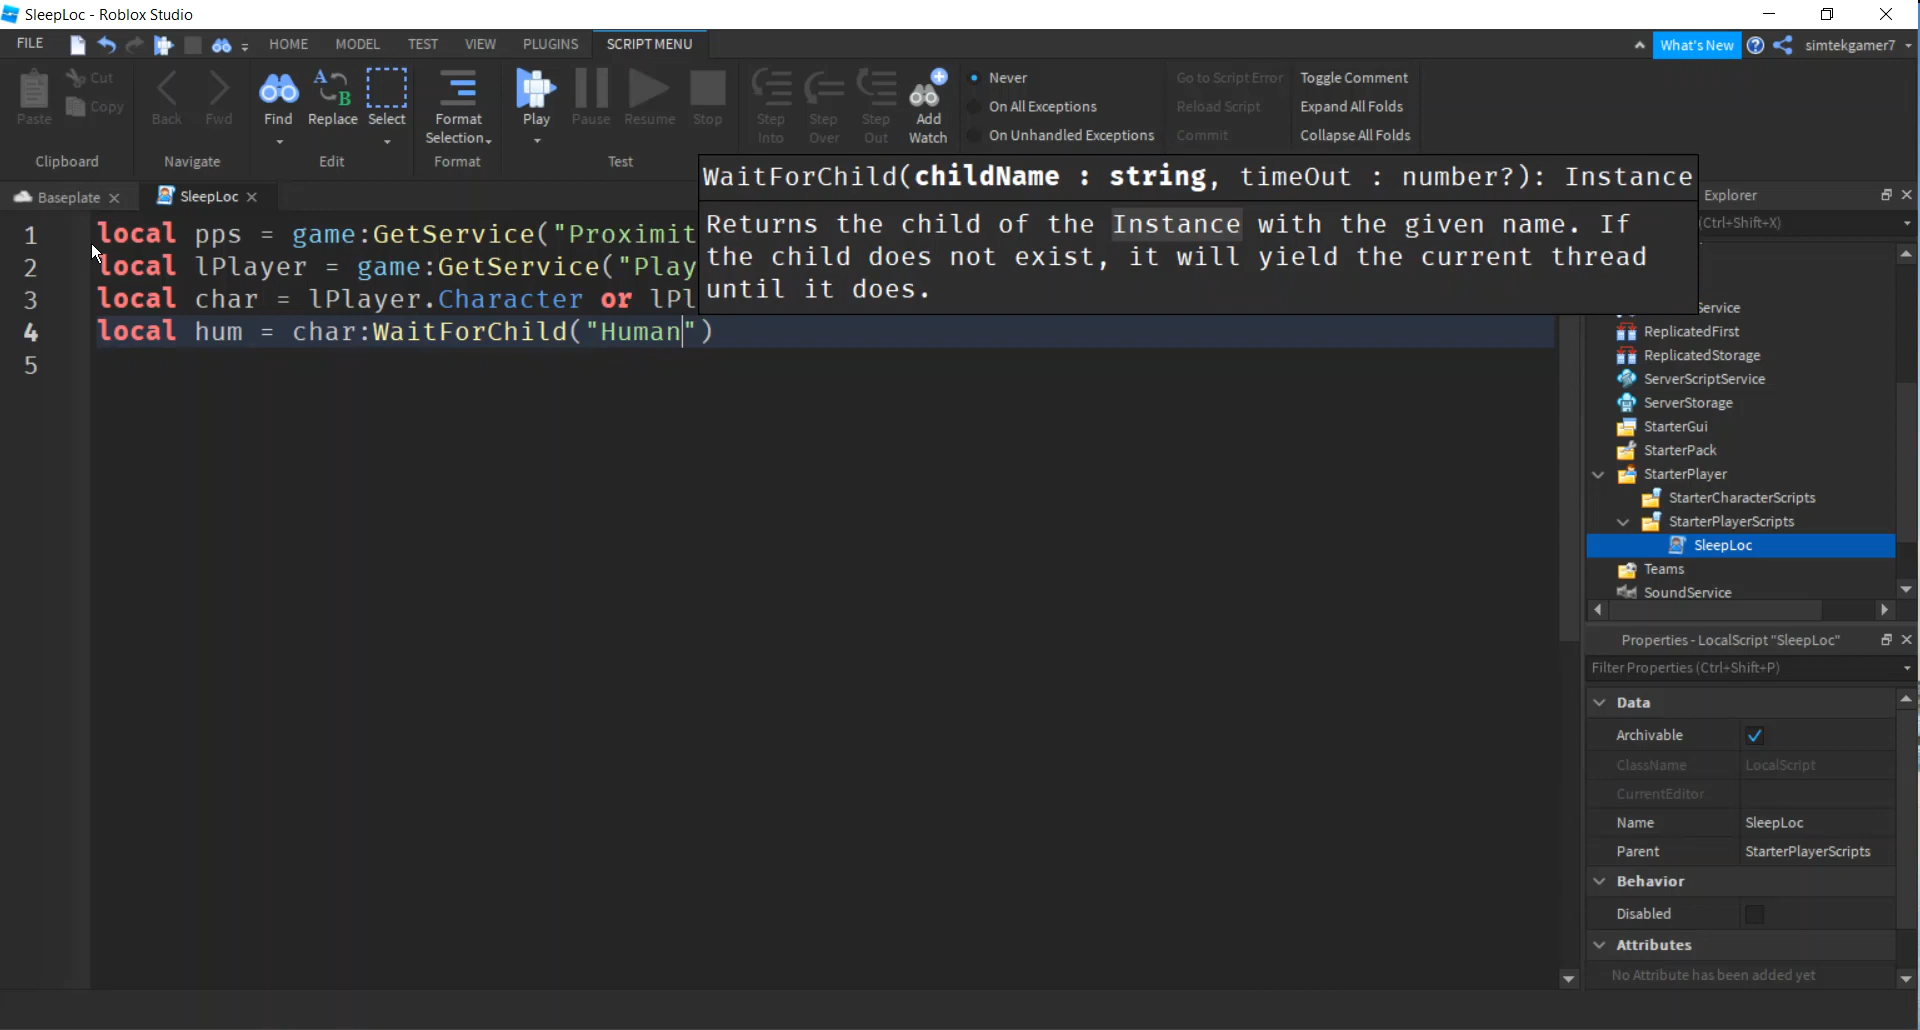 SleepLoc - Roblox Studio
FILE HOME MODEL TEST VIEW PLUGINS SCRIPT MENU What's New simtekgamer7
Paste Cut Copy
Clipboard
Back Fwd
Navigate
Find Replace Select
Edit
Format Selection
Format
Play Pause Resume Stop
Test
Step Into
Step Over
Step Out
Add Watch
Never
On All Exceptions
On Unhandled Exceptions
Go to Script Error
Reload Script
Commit
Toggle Comment
Expand All Folds
Collapse All Folds
Baseplate SleepLoc
WaitForChild(childName : string, timeOut : number?): Instance
Returns the child of the Instance with the given name. If
the child does not exist, it will yield the current thread
until it does.
1 local pps = game:GetService("Proximit
2 local lPlayer = game:GetService("Play
3 local char = lPlayer.Character or lPl
4 local hum = char:WaitForChild("Human")
5
Explorer
(Ctrl+Shift+X)
ervice
ReplicatedFirst
ReplicatedStorage
ServerScriptService
ServerStorage
StarterGui
StarterPack
StarterPlayer
StarterCharacterScripts
StarterPlayerScripts
SleepLoc
Teams
SoundService
Properties - LocalScript "SleepLoc"
Filter Properties (Ctrl+Shift+P)
Data
Archivable
ClassName LocalScript
CurrentEditor
Name SleepLoc
Parent StarterPlayerScripts
Behavior
Disabled
Attributes
No Attribute has been added yet